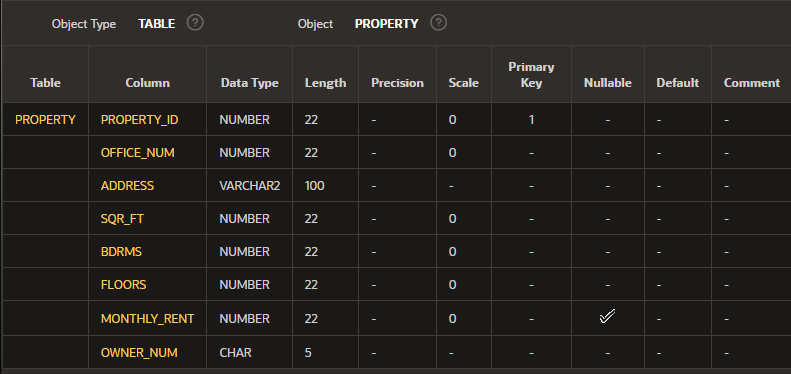 Object Type TABLE ? Object PROPERTY ?
Table Column Data Type Length Precision Scale Primary Key Nullable Default Comment
PROPERTY PROPERTY_ID NUMBER 22 - 0 1 - - -
OFFICE_NUM NUMBER 22 - 0 - - - -
ADDRESS VARCHAR2 100 - - - - - -
SQR_FT NUMBER 22 - 0 - - - -
BDRMS NUMBER 22 - 0 - - - -
FLOORS NUMBER 22 - 0 - - - -
MONTHLY_RENT NUMBER 22 - 0 - ✓ - -
OWNER_NUM CHAR 5 - - - - - -